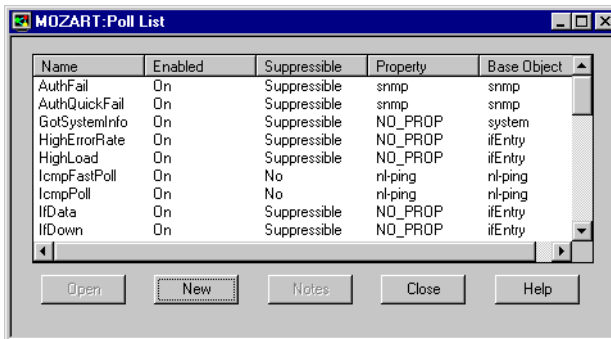 MOZART:Poll List
Name Enabled Suppressible Property Base Object
AuthFail On Suppressible snmp snmp
AuthQuickFail On Suppressible snmp snmp
GotSystemInfo On Suppressible NO_PROP system
HighErrorRate On Suppressible NO_PROP ifEntry
HighLoad On Suppressible NO_PROP ifEntry
IcmpFastPoll On No nl-ping nl-ping
IcmpPoll On No nl-ping nl-ping
IfData On Suppressible NO_PROP ifEntry
IfDown On Suppressible NO_PROP ifEntry
Open New Notes Close Help